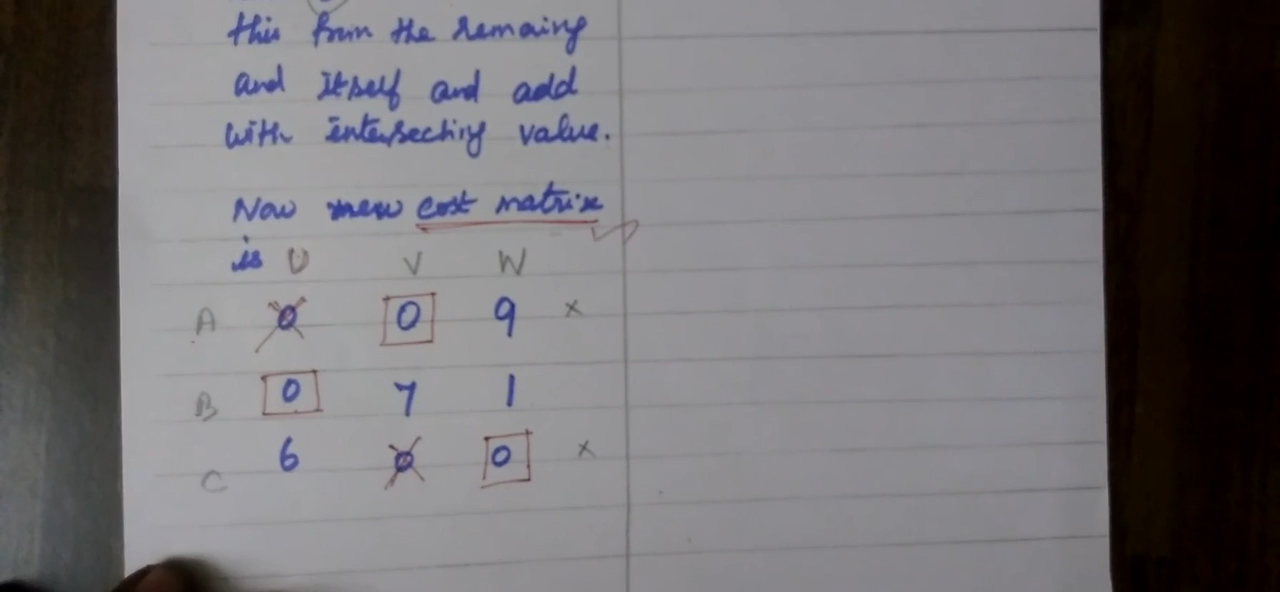 this from the remaing
and itself and add
with intersecting value.
Now new cost matrix
is U V W
A 0 0 9 x
B 0 7 1
C 6 0 0 x